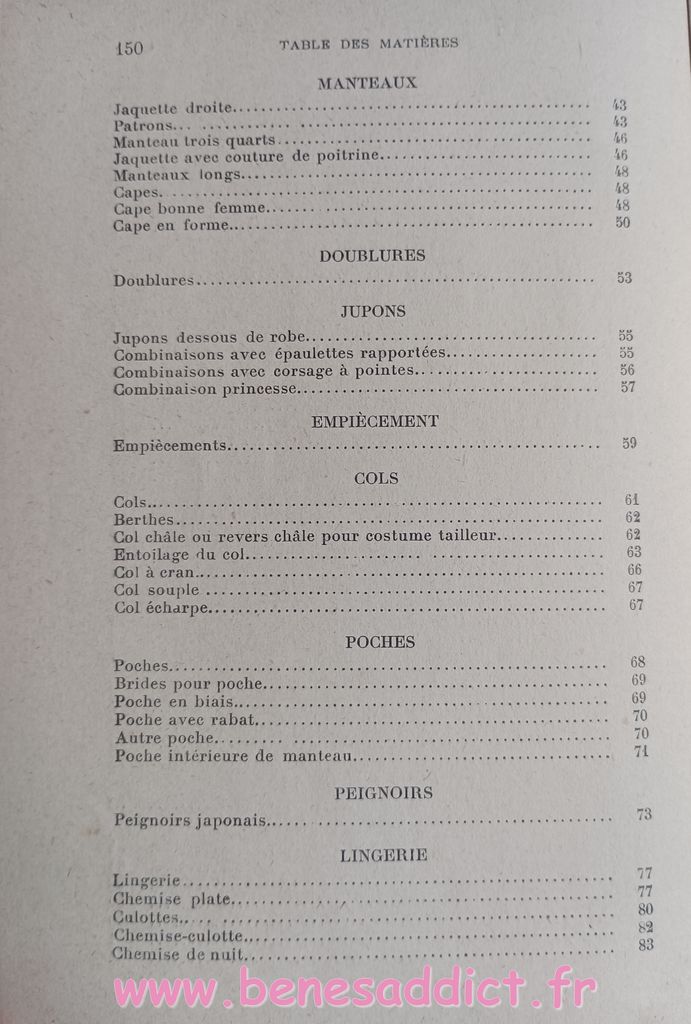 150 TABLE DES MATIÈRES
MANTEAUX
Jaquette droite........ 43
Patrons........ 43
Manteau trois quarts........ 46
Jaquette avec couture de poitrine........ 46
Manteaux longs........ 48
Capes........ 48
Cape bonne femme........ 48
Cape en forme........ 50
DOUBLURES
Doublures........ 53
JUPONS
Jupons dessous de robe........ 55
Combinaisons avec épaulettes rapportées........ 55
Combinaisons avec corsage à pointes........ 56
Combinaison princesse........ 57
EMPIÈCEMENT
Empiècements........ 59
COLS
Cols........ 61
Berthes........ 62
Col châle ou revers châle pour costume tailleur........ 62
Entoilage du col........ 63
Col à cran........ 66
Col souple ........ 67
Col écharpe........ 67
POCHES
Poches........ 68
Brides pour poche........ 69
Poche en biais........ 69
Poche avec rabat........ 70
Autre poche........ 70
Poche intérieure de manteau........ 71
PEIGNOIRS
Peignoirs japonais........ 73
LINGERIE
Lingerie........ 77
Chemise plate........ 77
Culottes........ 80
Chemise-culotte........ 82
Chemise de nuit........ 83
www.benesaddict.fr